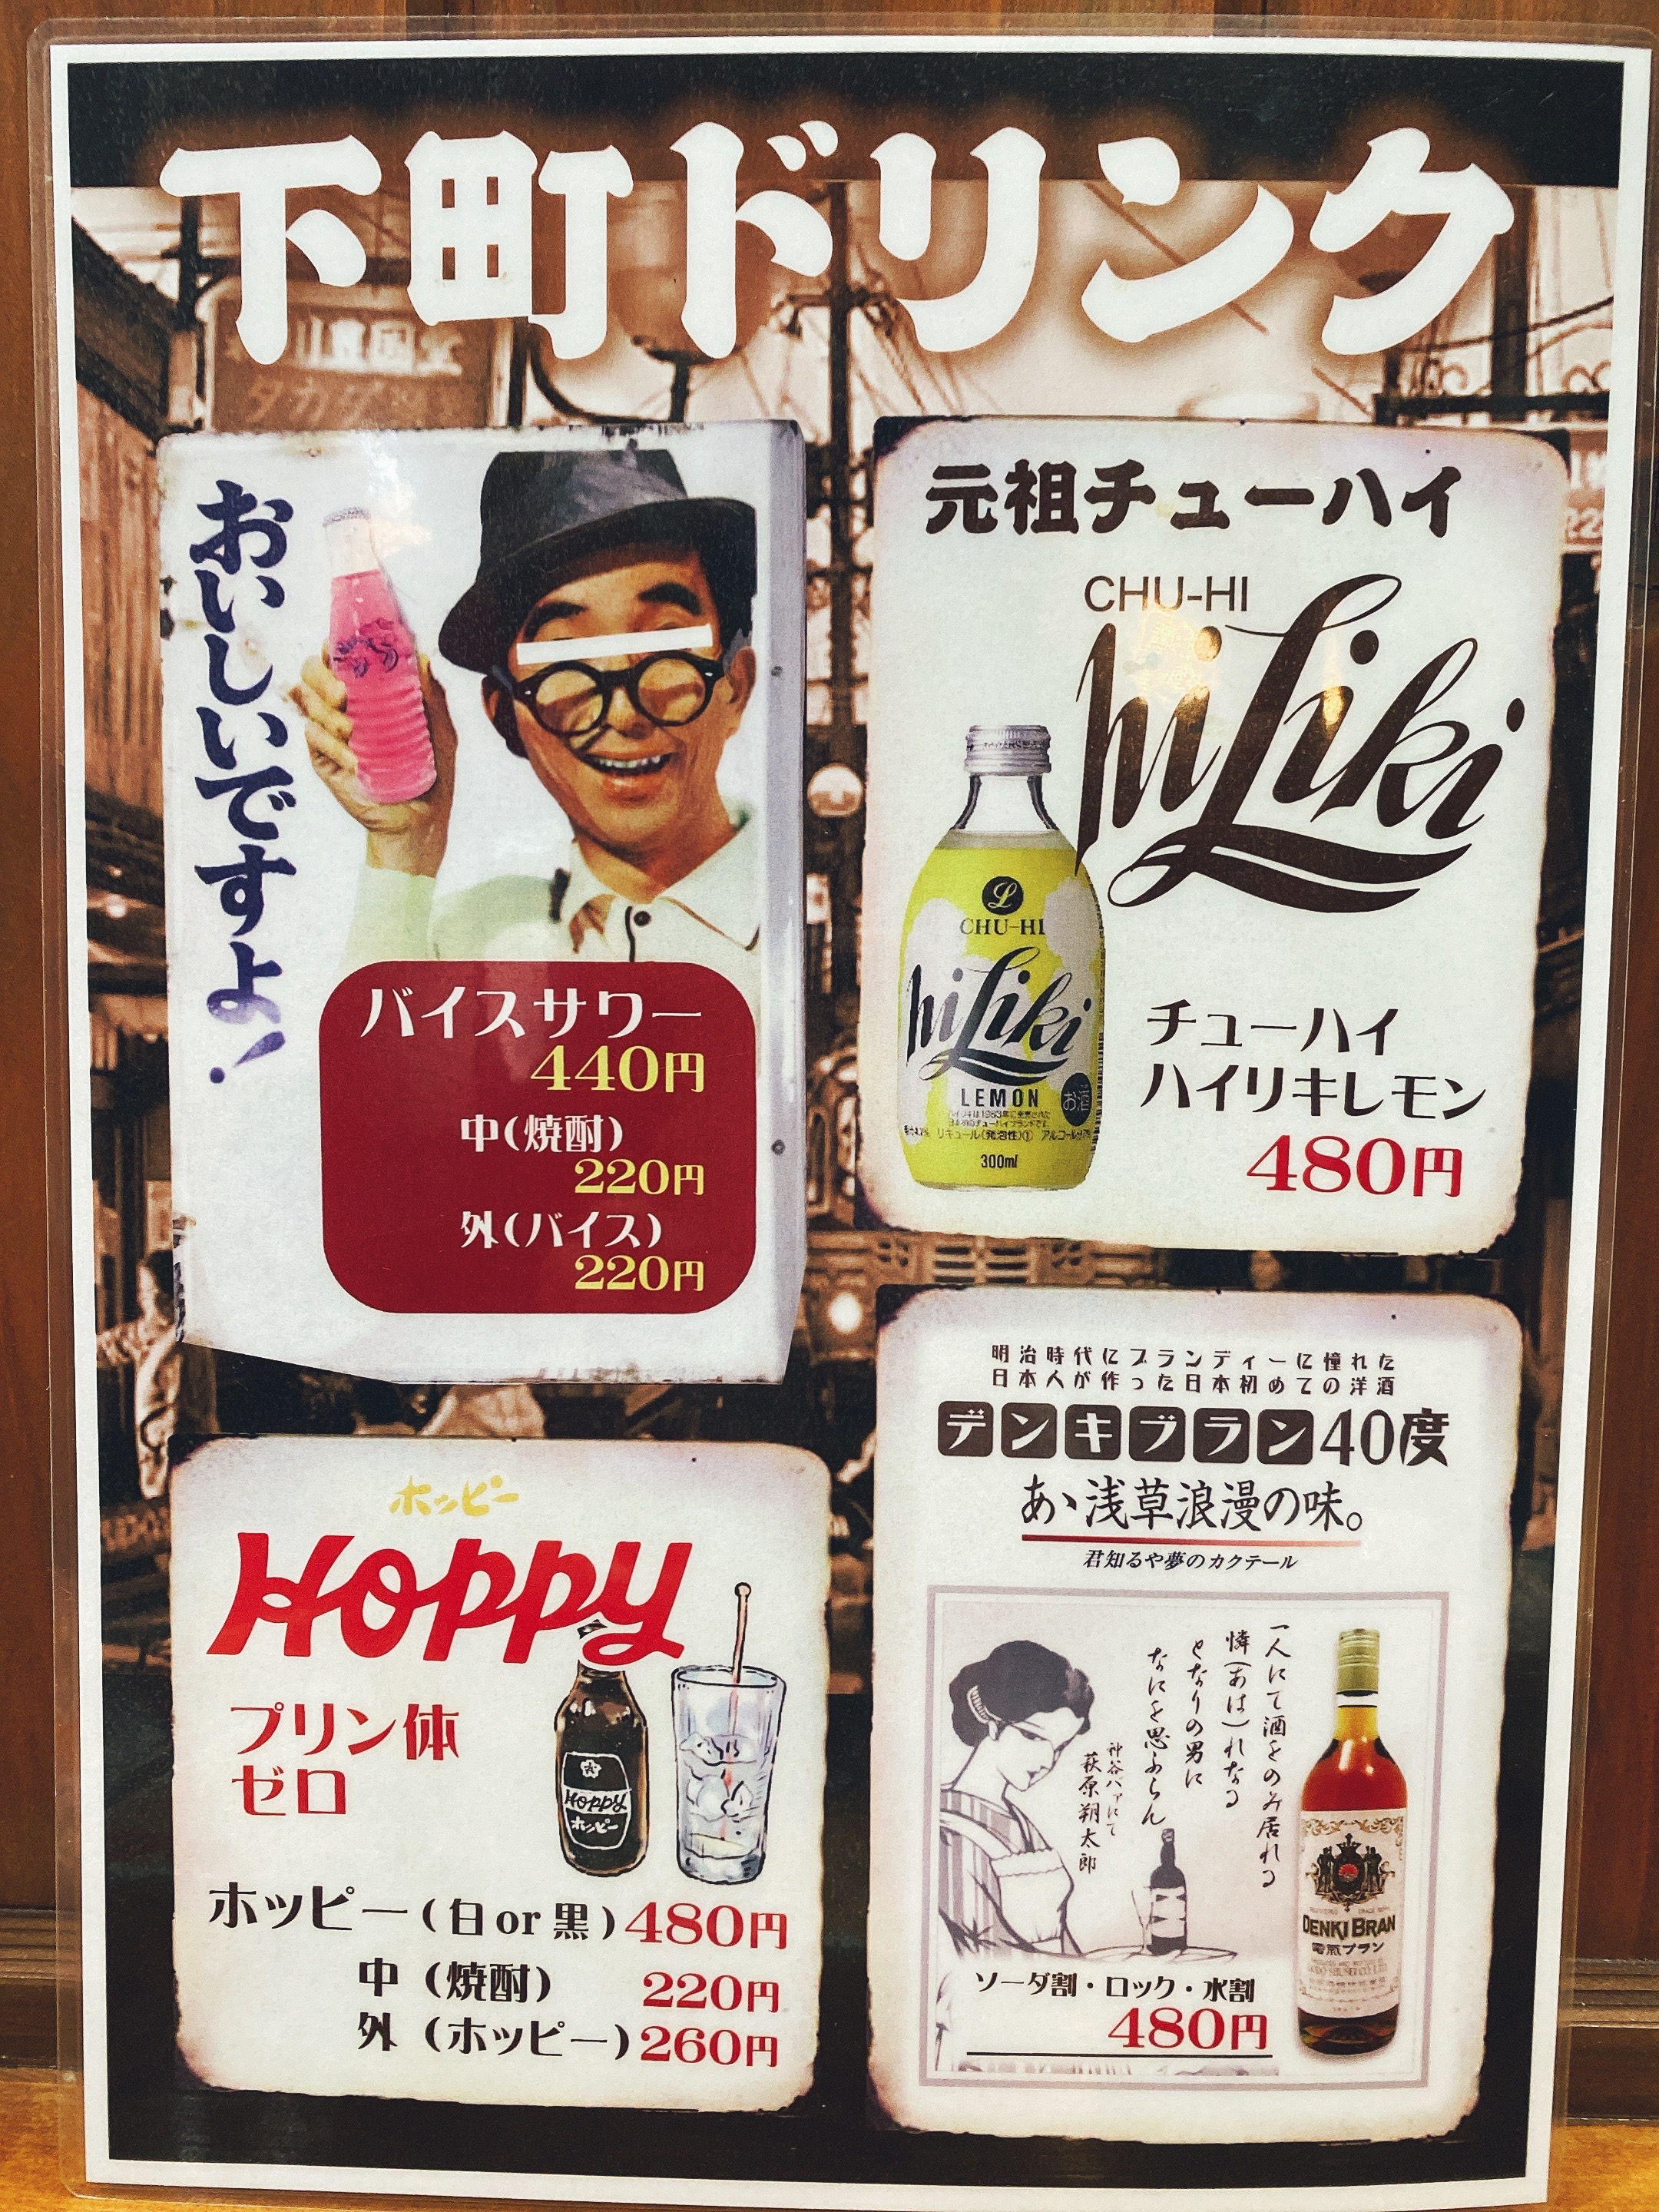 下町ドリンク
おいしいですよ!
バイスサワー
440円
中(焼酎)
220円
外(バイス)
220円
元祖チューハイ
CHU-HI
hiLiki
L
CHU-HI
hiLiki
LEMON
お酒
リキュール(発泡性)①
300ml
チューハイ
ハイリキレモン
480円
ホッピー
Hoppy
プリン体
ゼロ
Hoppy
ホッピー
ホッピー(白or黒)480円
中(焼酎) 220円
外(ホッピー)260円
明治時代にブランディーに憧れた
日本人が作った日本初めての洋酒
デンキブラン40度
あゝ浅草浪漫の味。
君知るや夢のカクテール
一人にて酒をのみ居れる
憐(あは)れなる
となりの男に
なにを思ふらん
神谷バァにて
萩原朔太郎
DENKI BRAN
電氣ブラン
ソーダ割・ロック・水割
480円